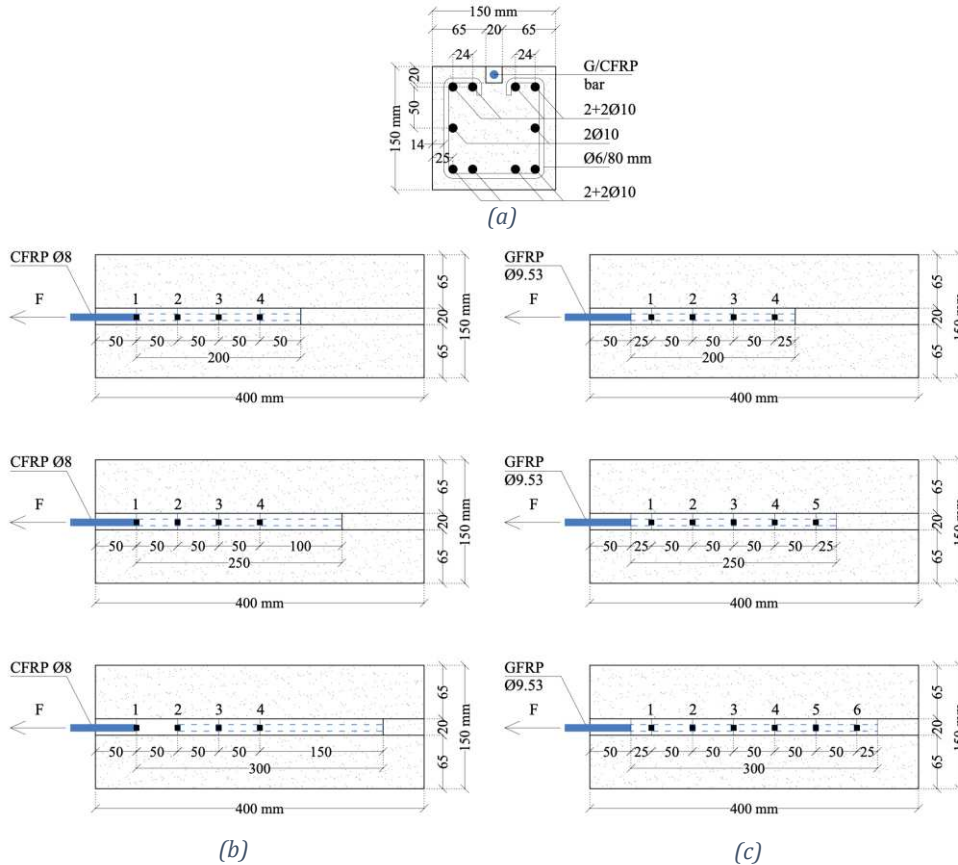 150 mm
65 20 65
24 24
G/CFRP
bar
20
50
150 mm
2+2Ø10
2Ø10
14
Ø6/80 mm
25
2+2Ø10
(a)
CFRP Ø8
F
1 2 3 4
50 50 50 50 50
200
400 mm
65
20
65
150 mm
GFRP
Ø9.53
F
1 2 3 4
50 25 50 50 50 25
200
400 mm
65
20
65
150 mm
CFRP Ø8
F
1 2 3 4
50 50 50 50 100
250
400 mm
65
20
65
150 mm
GFRP
Ø9.53
F
1 2 3 4 5
50 25 50 50 50 50 25
250
400 mm
65
20
65
150 mm
CFRP Ø8
F
1 2 3 4
50 50 50 50 150
300
400 mm
65
20
65
150 mm
GFRP
Ø9.53
F
1 2 3 4 5 6
50 25 50 50 50 50 50 25
300
400 mm
65
20
65
150 mm
(b)
(c)